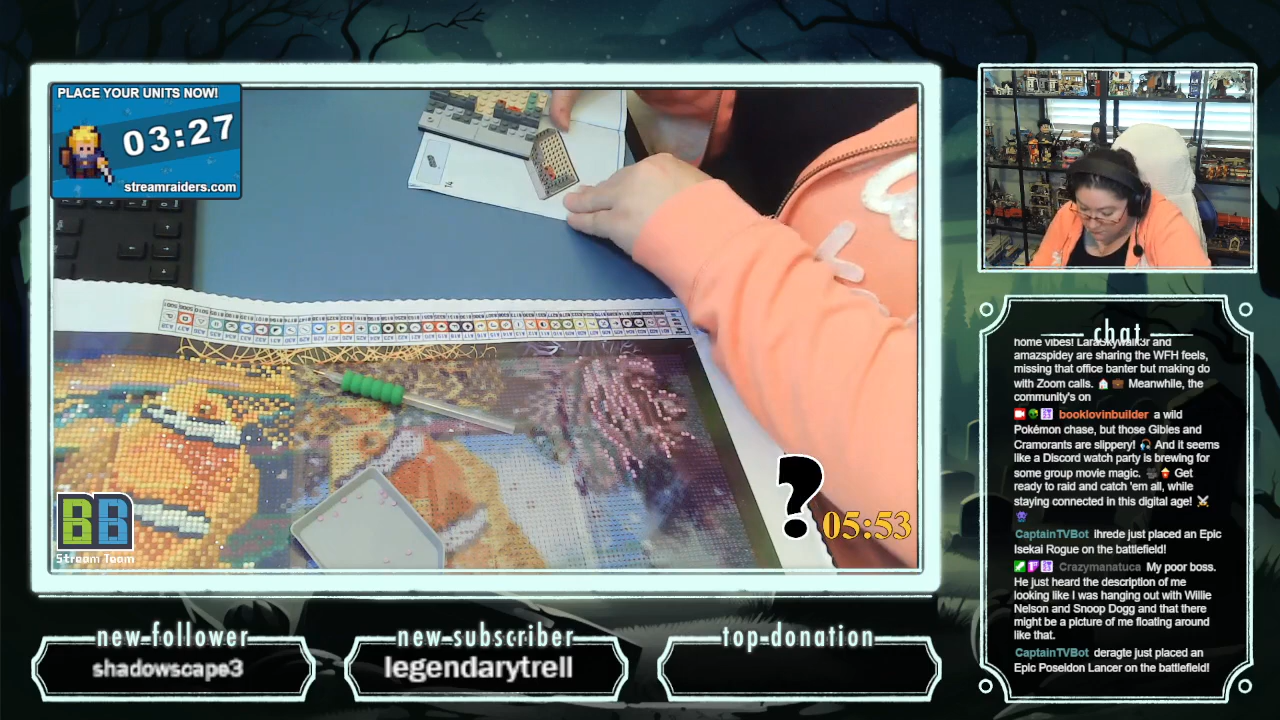 PLACE YOUR UNITS NOW!
03:27
streamraiders.com
BB
Stream Team
?
05:53
chat
home vibes! LaraSkywalk3r and
amazspidey are sharing the WFH feels,
missing that office banter but making do
with Zoom calls. 🏠 💼 Meanwhile, the
community's on
booklovinbuilder a wild
Pokémon chase, but those Gibles and
Cramorants are slippery! 🎧 And it seems
like a Discord watch party is brewing for
some group movie magic. 🎥 🍿 Get
ready to raid and catch 'em all, while
staying connected in this digital age! ⚔️
👾
CaptainTVBot lhrede just placed an Epic
Isekai Rogue on the battlefield!
Crazymanatuca My poor boss.
He just heard the description of me
looking like I was hanging out with Willie
Nelson and Snoop Dogg and that there
might be a picture of me floating around
like that.
CaptainTVBot deragte just placed an
Epic Poseidon Lancer on the battlefield!
new follower
shadowscape3
new subscriber
legendarytrell
top donation